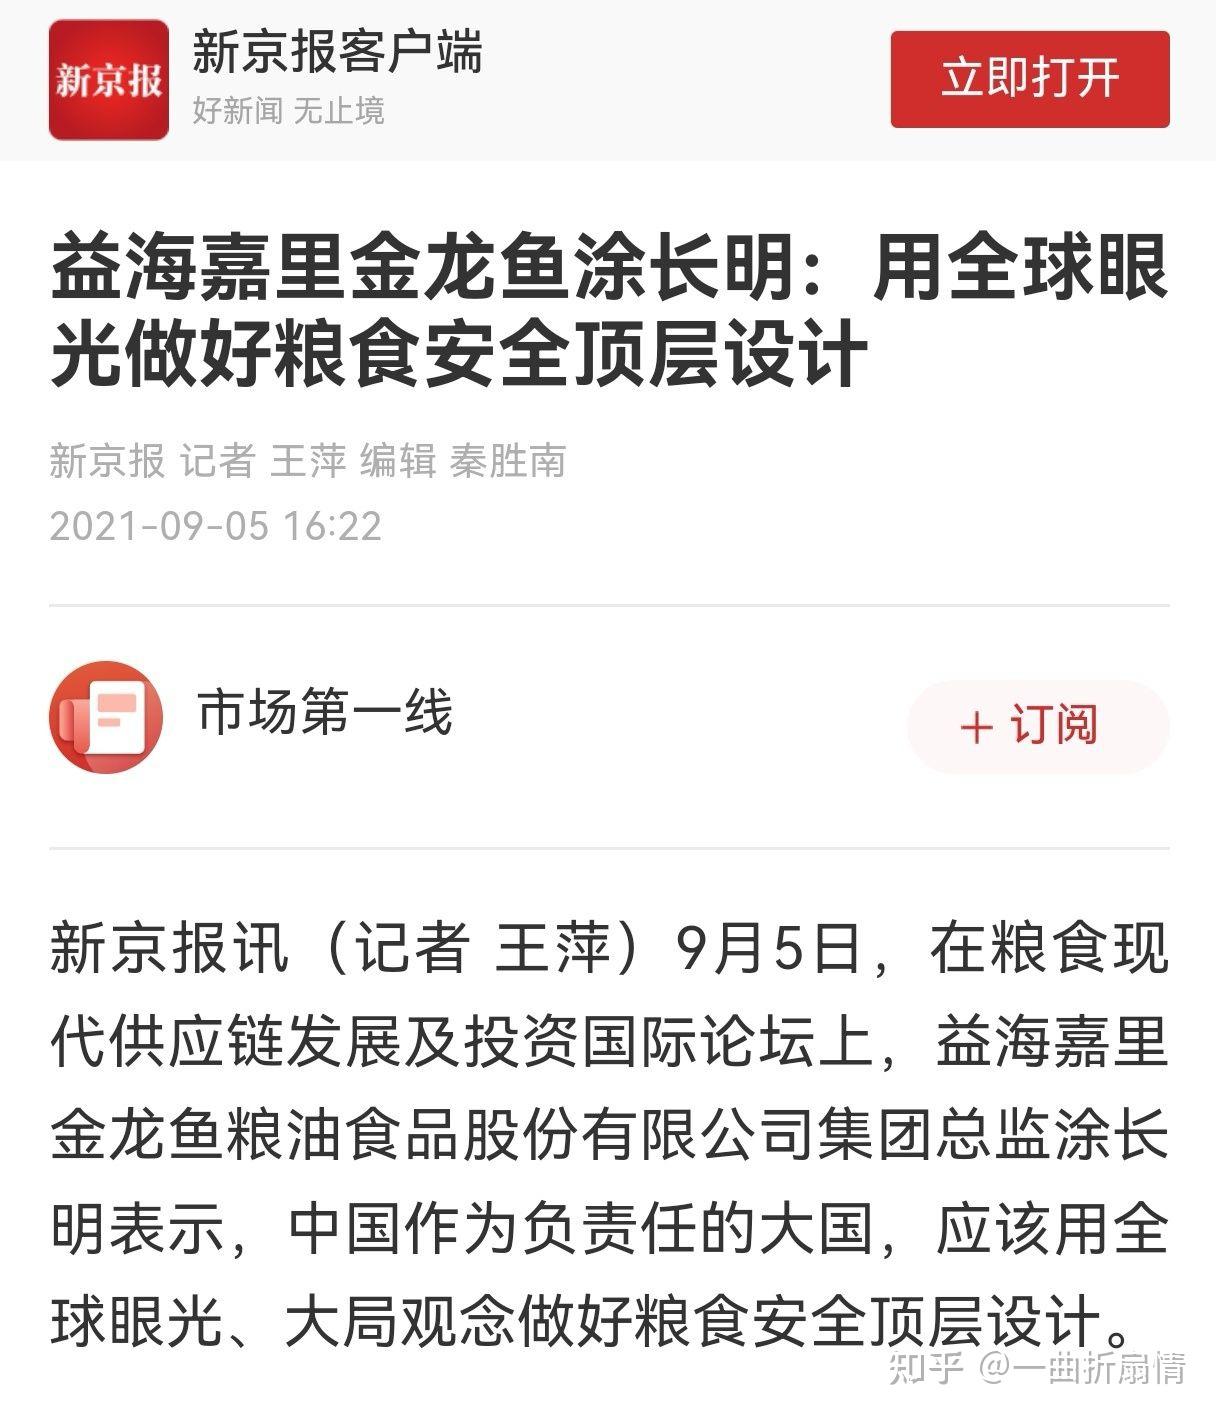 新京报
新京报客户端
好新闻 无止境
立即打开
益海嘉里金龙鱼涂长明：用全球眼
光做好粮食安全顶层设计
新京报 记者 王萍 编辑 秦胜南
2021-09-05 16:22
市场第一线
+ 订阅
新京报讯（记者 王萍）9月5日，在粮食现
代供应链发展及投资国际论坛上，益海嘉里
金龙鱼粮油食品股份有限公司集团总监涂长
明表示，中国作为负责任的大国，应该用全
球眼光、大局观念做好粮食安全顶层设计。
知乎 @一曲折扇情